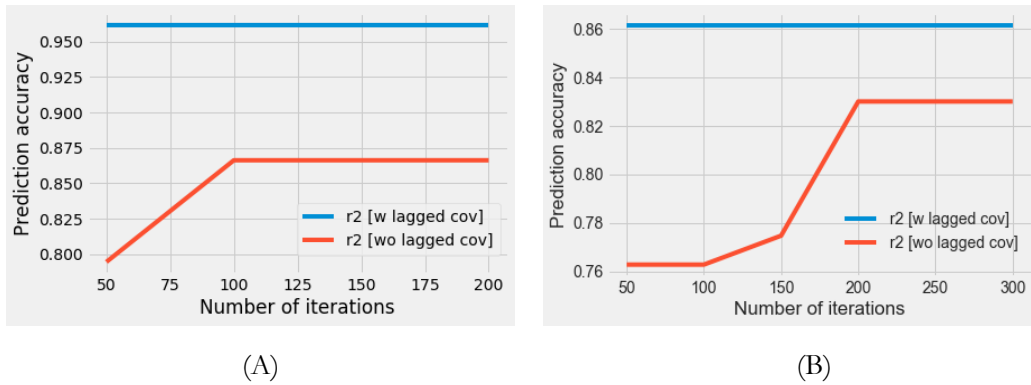 Prediction accuracy
0.950
0.925
0.900
0.875
0.850
0.825
0.800
r2 [w lagged cov]
r2 [wo lagged cov]
50 75 100 125 150 175 200
Number of iterations
(A)
Prediction accuracy
0.86
0.84
0.82
0.80
0.78
0.76
r2 [w lagged cov]
r2 [wo lagged cov]
50 100 150 200 250 300
Number of iterations
(B)